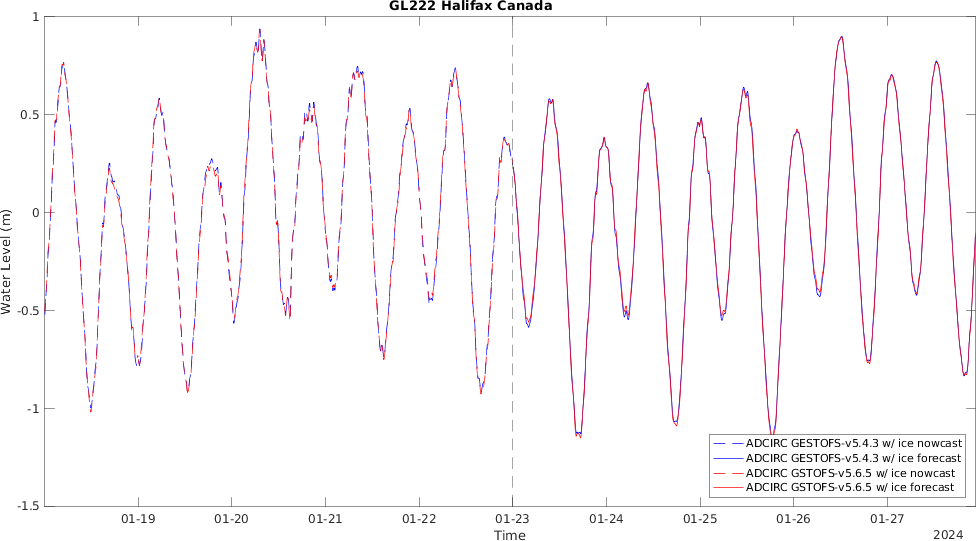 GL222 Halifax Canada
1
0.5
0
-0.5
-1
-1.5
Water Level (m)
ADCIRC GESTOFS-v5.4.3 w/ ice nowcast
ADCIRC GESTOFS-v5.4.3 w/ ice forecast
ADCIRC GSTOFS-v5.6.5 w/ ice nowcast
ADCIRC GSTOFS-v5.6.5 w/ ice forecast
01-19 01-20 01-21 01-22 01-23 01-24 01-25 01-26 01-27
Time
2024